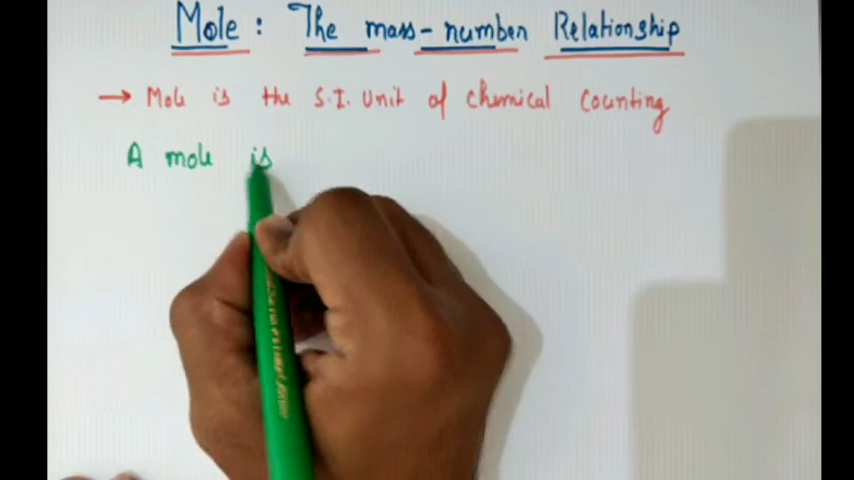 Mole : The mass-number Relationship
→ Mole is the S.I. Unit of chemical counting
A mole is